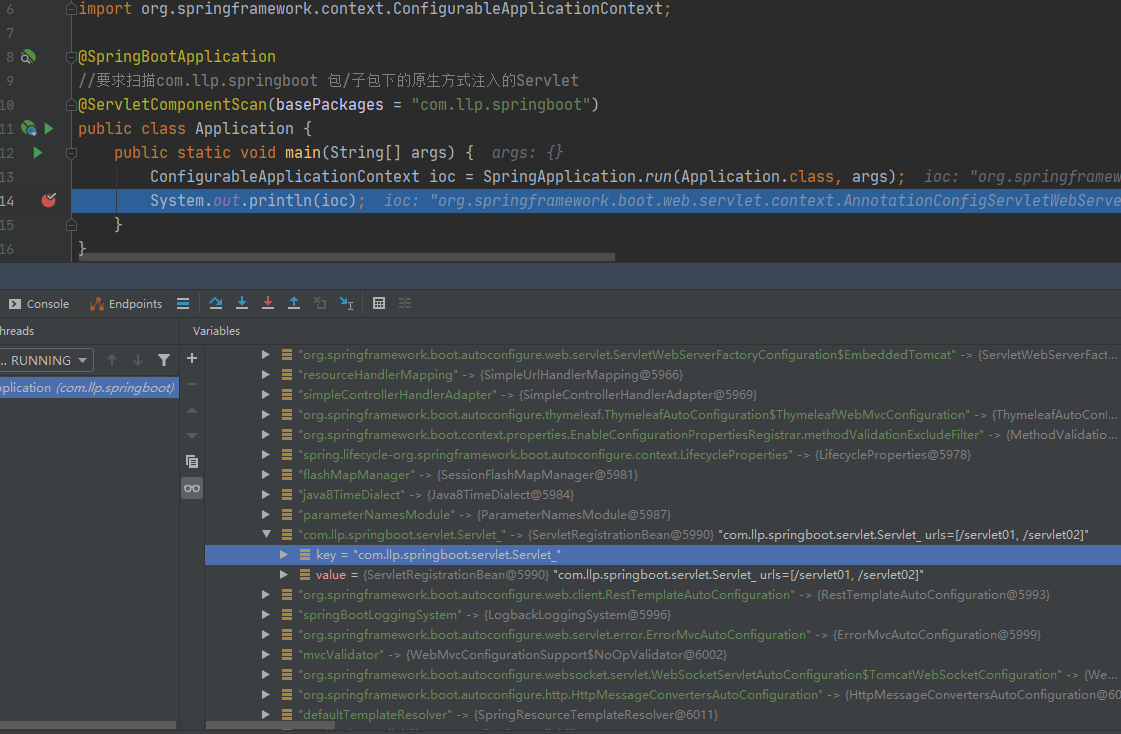 6 import org.springframework.context.ConfigurableApplicationContext;
7
8 @SpringBootApplication
9 //要求扫描com.llp.springboot 包/子包下的原生方式注入的Servlet
10 @ServletComponentScan(basePackages = "com.llp.springboot")
11 public class Application {
12 public static void main(String[] args) { args: {}
13 ConfigurableApplicationContext ioc = SpringApplication.run(Application.class, args); ioc: "org.springframew
14 System.out.println(ioc); ioc: "org.springframework.boot.web.servlet.context.AnnotationConfigServletWebServe
15 }
16 }
Console Endpoints
hreads Variables
.. RUNNING
pplication (com.llp.springboot)
"org.springframework.boot.autoconfigure.web.servlet.ServletWebServerFactoryConfiguration$EmbeddedTomcat" -> {ServletWebServerFact...
"resourceHandlerMapping" -> {SimpleUrlHandlerMapping@5966}
"simpleControllerHandlerAdapter" -> {SimpleControllerHandlerAdapter@5969}
"org.springframework.boot.autoconfigure.thymeleaf.ThymeleafAutoConfiguration$ThymeleafWebMvcConfiguration" -> {ThymeleafAutoConf...
"org.springframework.boot.context.properties.EnableConfigurationPropertiesRegistrar.methodValidationExcludeFilter" -> {MethodValidatio...
"spring.lifecycle-org.springframework.boot.autoconfigure.context.LifecycleProperties" -> {LifecycleProperties@5978}
"flashMapManager" -> {SessionFlashMapManager@5981}
"java8TimeDialect" -> {Java8TimeDialect@5984}
"parameterNamesModule" -> {ParameterNamesModule@5987}
"com.llp.springboot.servlet.Servlet_" -> {ServletRegistrationBean@5990} "com.llp.springboot.servlet.Servlet_ urls=[/servlet01, /servlet02]"
key = "com.llp.springboot.servlet.Servlet_"
value = {ServletRegistrationBean@5990} "com.llp.springboot.servlet.Servlet_ urls=[/servlet01, /servlet02]"
"org.springframework.boot.autoconfigure.web.client.RestTemplateAutoConfiguration" -> {RestTemplateAutoConfiguration@5993}
"springBootLoggingSystem" -> {LogbackLoggingSystem@5996}
"org.springframework.boot.autoconfigure.web.servlet.error.ErrorMvcAutoConfiguration" -> {ErrorMvcAutoConfiguration@5999}
"mvcValidator" -> {WebMvcConfigurationSupport$NoOpValidator@6002}
"org.springframework.boot.autoconfigure.websocket.servlet.WebSocketServletAutoConfiguration$TomcatWebSocketConfiguration" -> {We...
"org.springframework.boot.autoconfigure.http.HttpMessageConvertersAutoConfiguration" -> {HttpMessageConvertersAutoConfiguration@60
"defaultTemplateResolver" -> {SpringResourceTemplateResolver@6011}